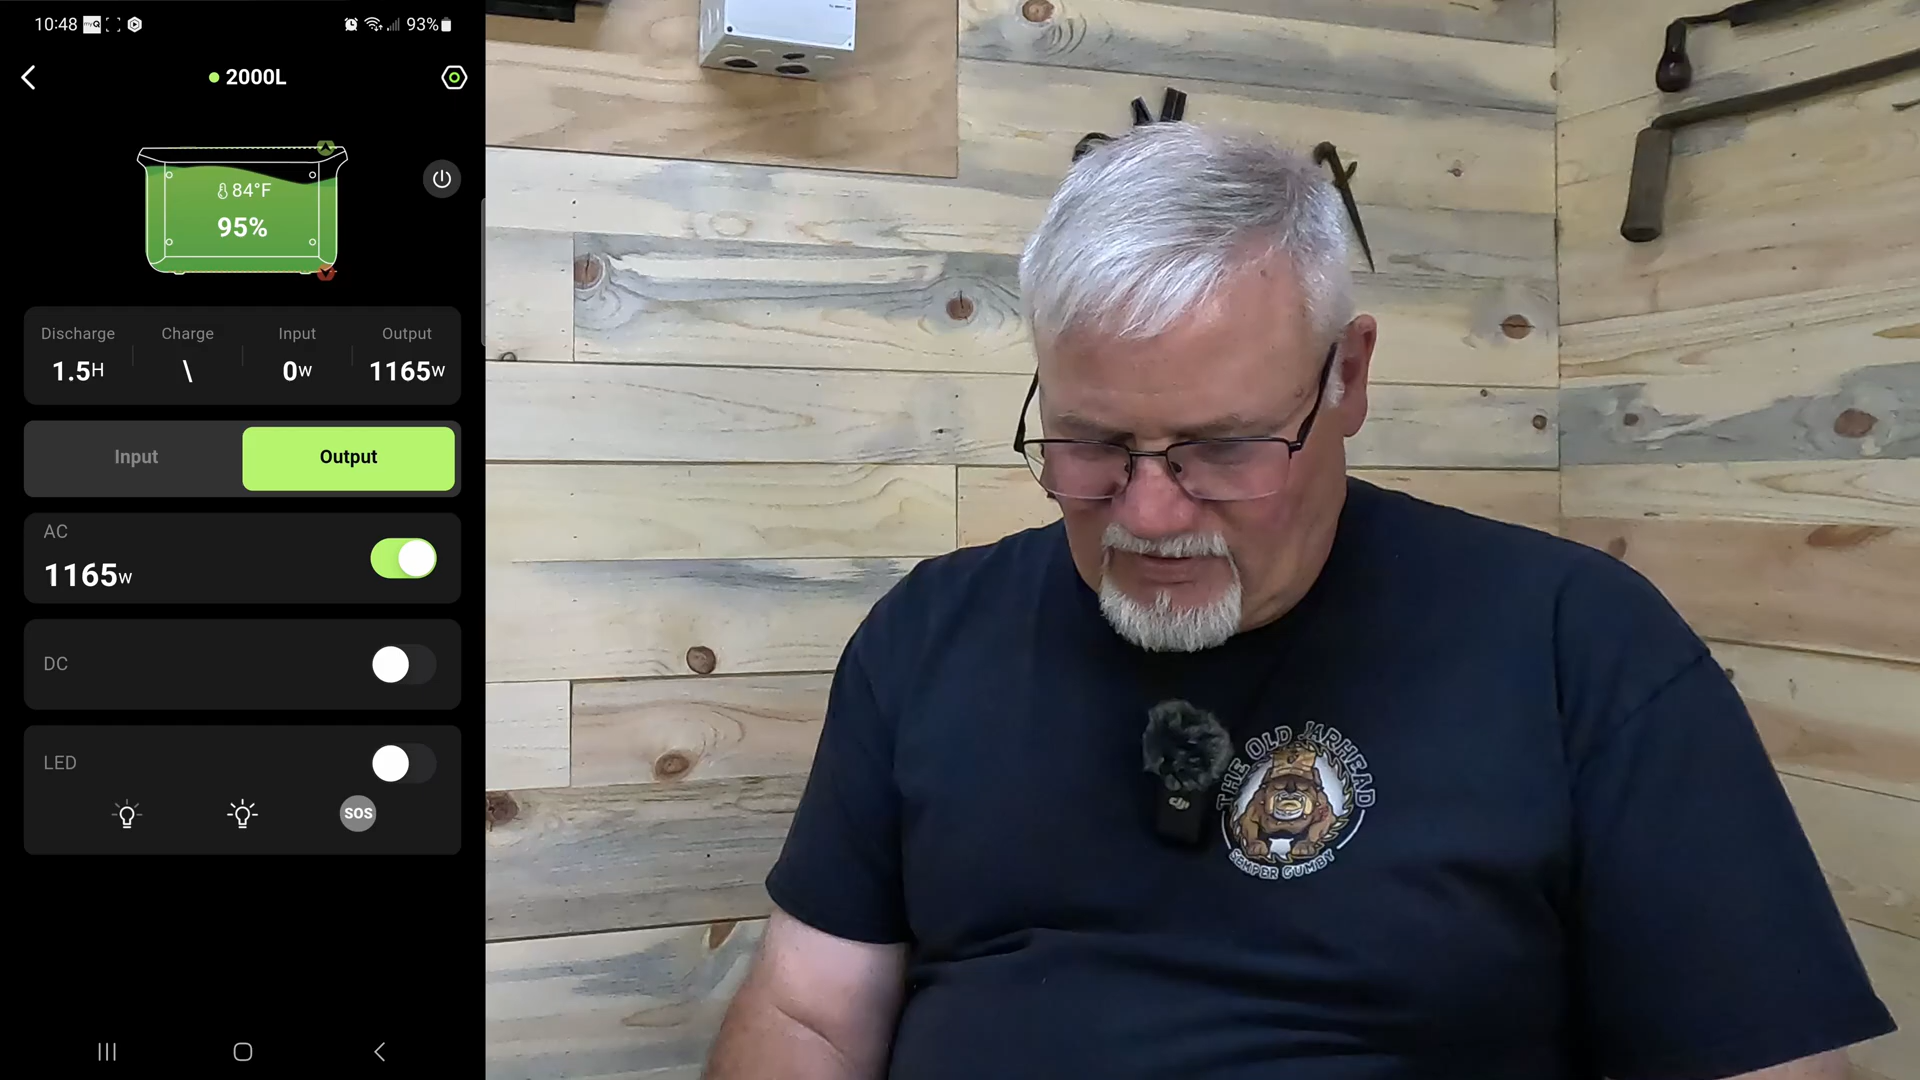 10:48
93%
2000L
84°F
95%
Discharge Charge Input Output
1.5H \ 0W 1165W
Input Output
AC
1165W
DC
LED
SOS
THE OLD JARHEAD
SEMPER GUMBY
dji